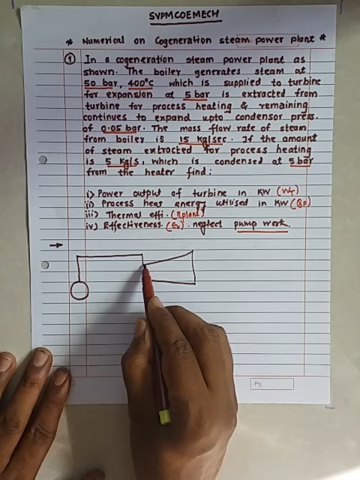 SVPMCOEMECH
* Numerical on Cogeneration steam power plant *
① In a cogeneration steam power plant as
shown. The boiler generates steam at
50 bar, 400°C which is supplied to turbine
for expansion at 5 bar is extracted from
turbine for process heating & remaining
continues to expand upto condensor press.
of 0.05 bar. The mass flow rate of steam
from boiler is 15 kg/sec. If the amount
of steam extracted for process heating
is 5 kg/s, which is condensed at 5 bar
from the heater find;
i) Power output of turbine in KW (WT)
ii) Process heat energy utilised in KW (QP)
iii) Thermal effi. (ηplant)
iv) Effectiveness. neglect pump work.